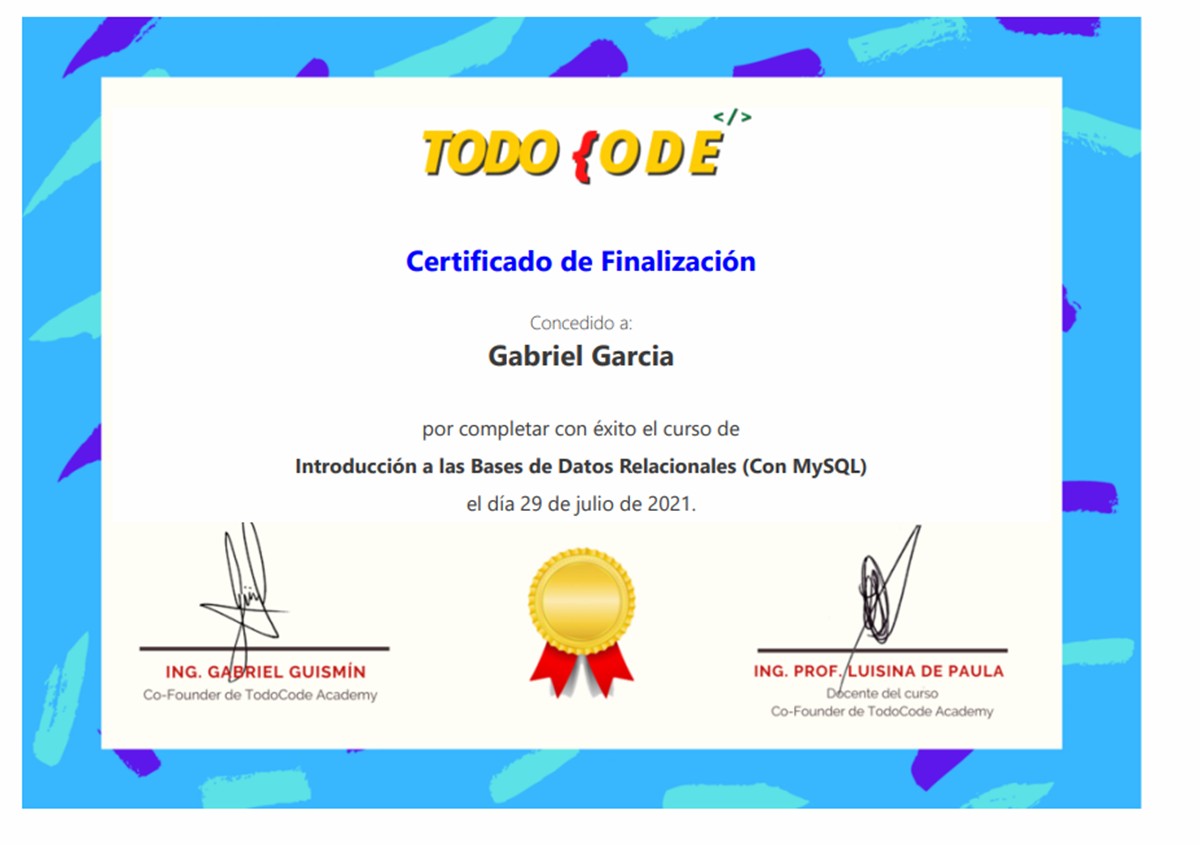 </>
TODO {ODE
Certificado de Finalización
Concedido a:
Gabriel Garcia
por completar con éxito el curso de
Introducción a las Bases de Datos Relacionales (Con MySQL)
el día 29 de julio de 2021.
ING. GABRIEL GUISMÍN
Co-Founder de TodoCode Academy
ING. PROF. LUISINA DE PAULA
Docente del curso
Co-Founder de TodoCode Academy